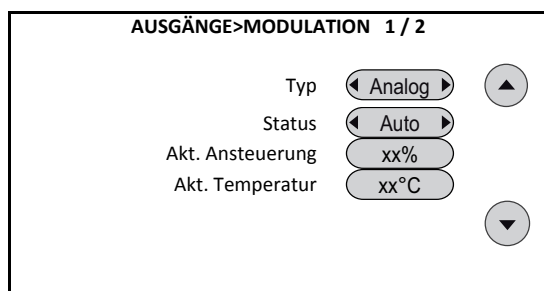 AUSGÄNGE>MODULATION 1 / 2
Typ Analog
Status Auto
Akt. Ansteuerung xx%
Akt. Temperatur xx°C